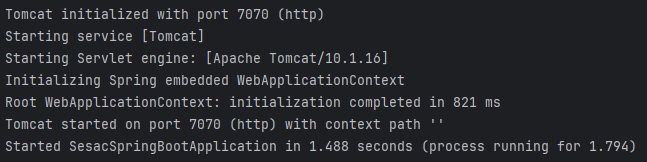 Tomcat initialized with port 7070 (http)
Starting service [Tomcat]
Starting Servlet engine: [Apache Tomcat/10.1.16]
Initializing Spring embedded WebApplicationContext
Root WebApplicationContext: initialization completed in 821 ms
Tomcat started on port 7070 (http) with context path ''
Started SesacSpringBootApplication in 1.488 seconds (process running for 1.794)